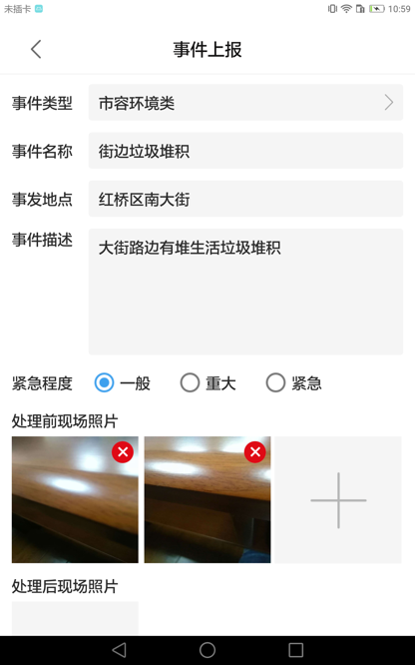 未插卡 10:59
事件上报
事件类型 市容环境类
事件名称 街边垃圾堆积
事发地点 红桥区南大街
事件描述 大街路边有堆生活垃圾堆积
紧急程度 一般 重大 紧急
处理前现场照片
处理后现场照片